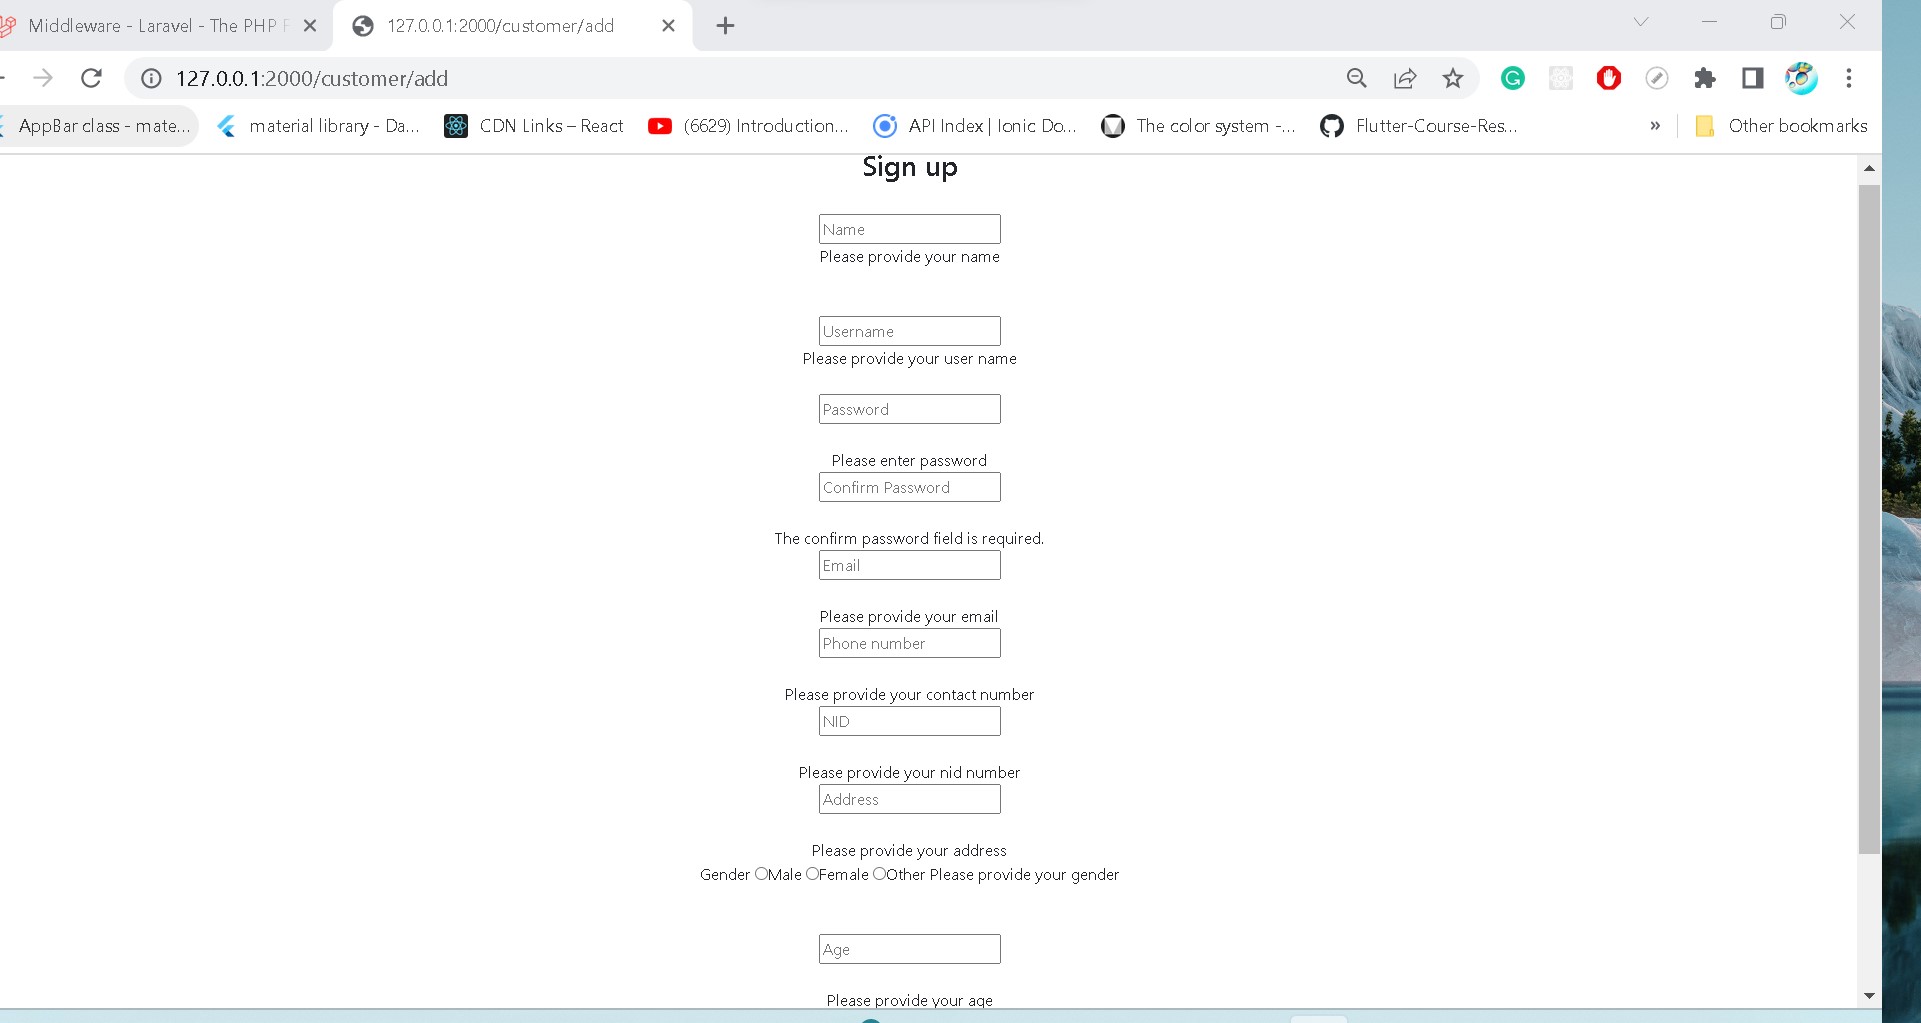 Middleware - Laravel - The PHP F
127.0.0.1:2000/customer/add
127.0.0.1:2000/customer/add
AppBar class - mate...
material library - Da...
CDN Links – React
(6629) Introduction...
API Index | Ionic Do...
The color system -...
Flutter-Course-Res...
»
Other bookmarks
Sign up
Name
Please provide your name
Username
Please provide your user name
Password
Please enter password
Confirm Password
The confirm password field is required.
Email
Please provide your email
Phone number
Please provide your contact number
NID
Please provide your nid number
Address
Please provide your address
Gender Male Female Other Please provide your gender
Age
Please provide your age